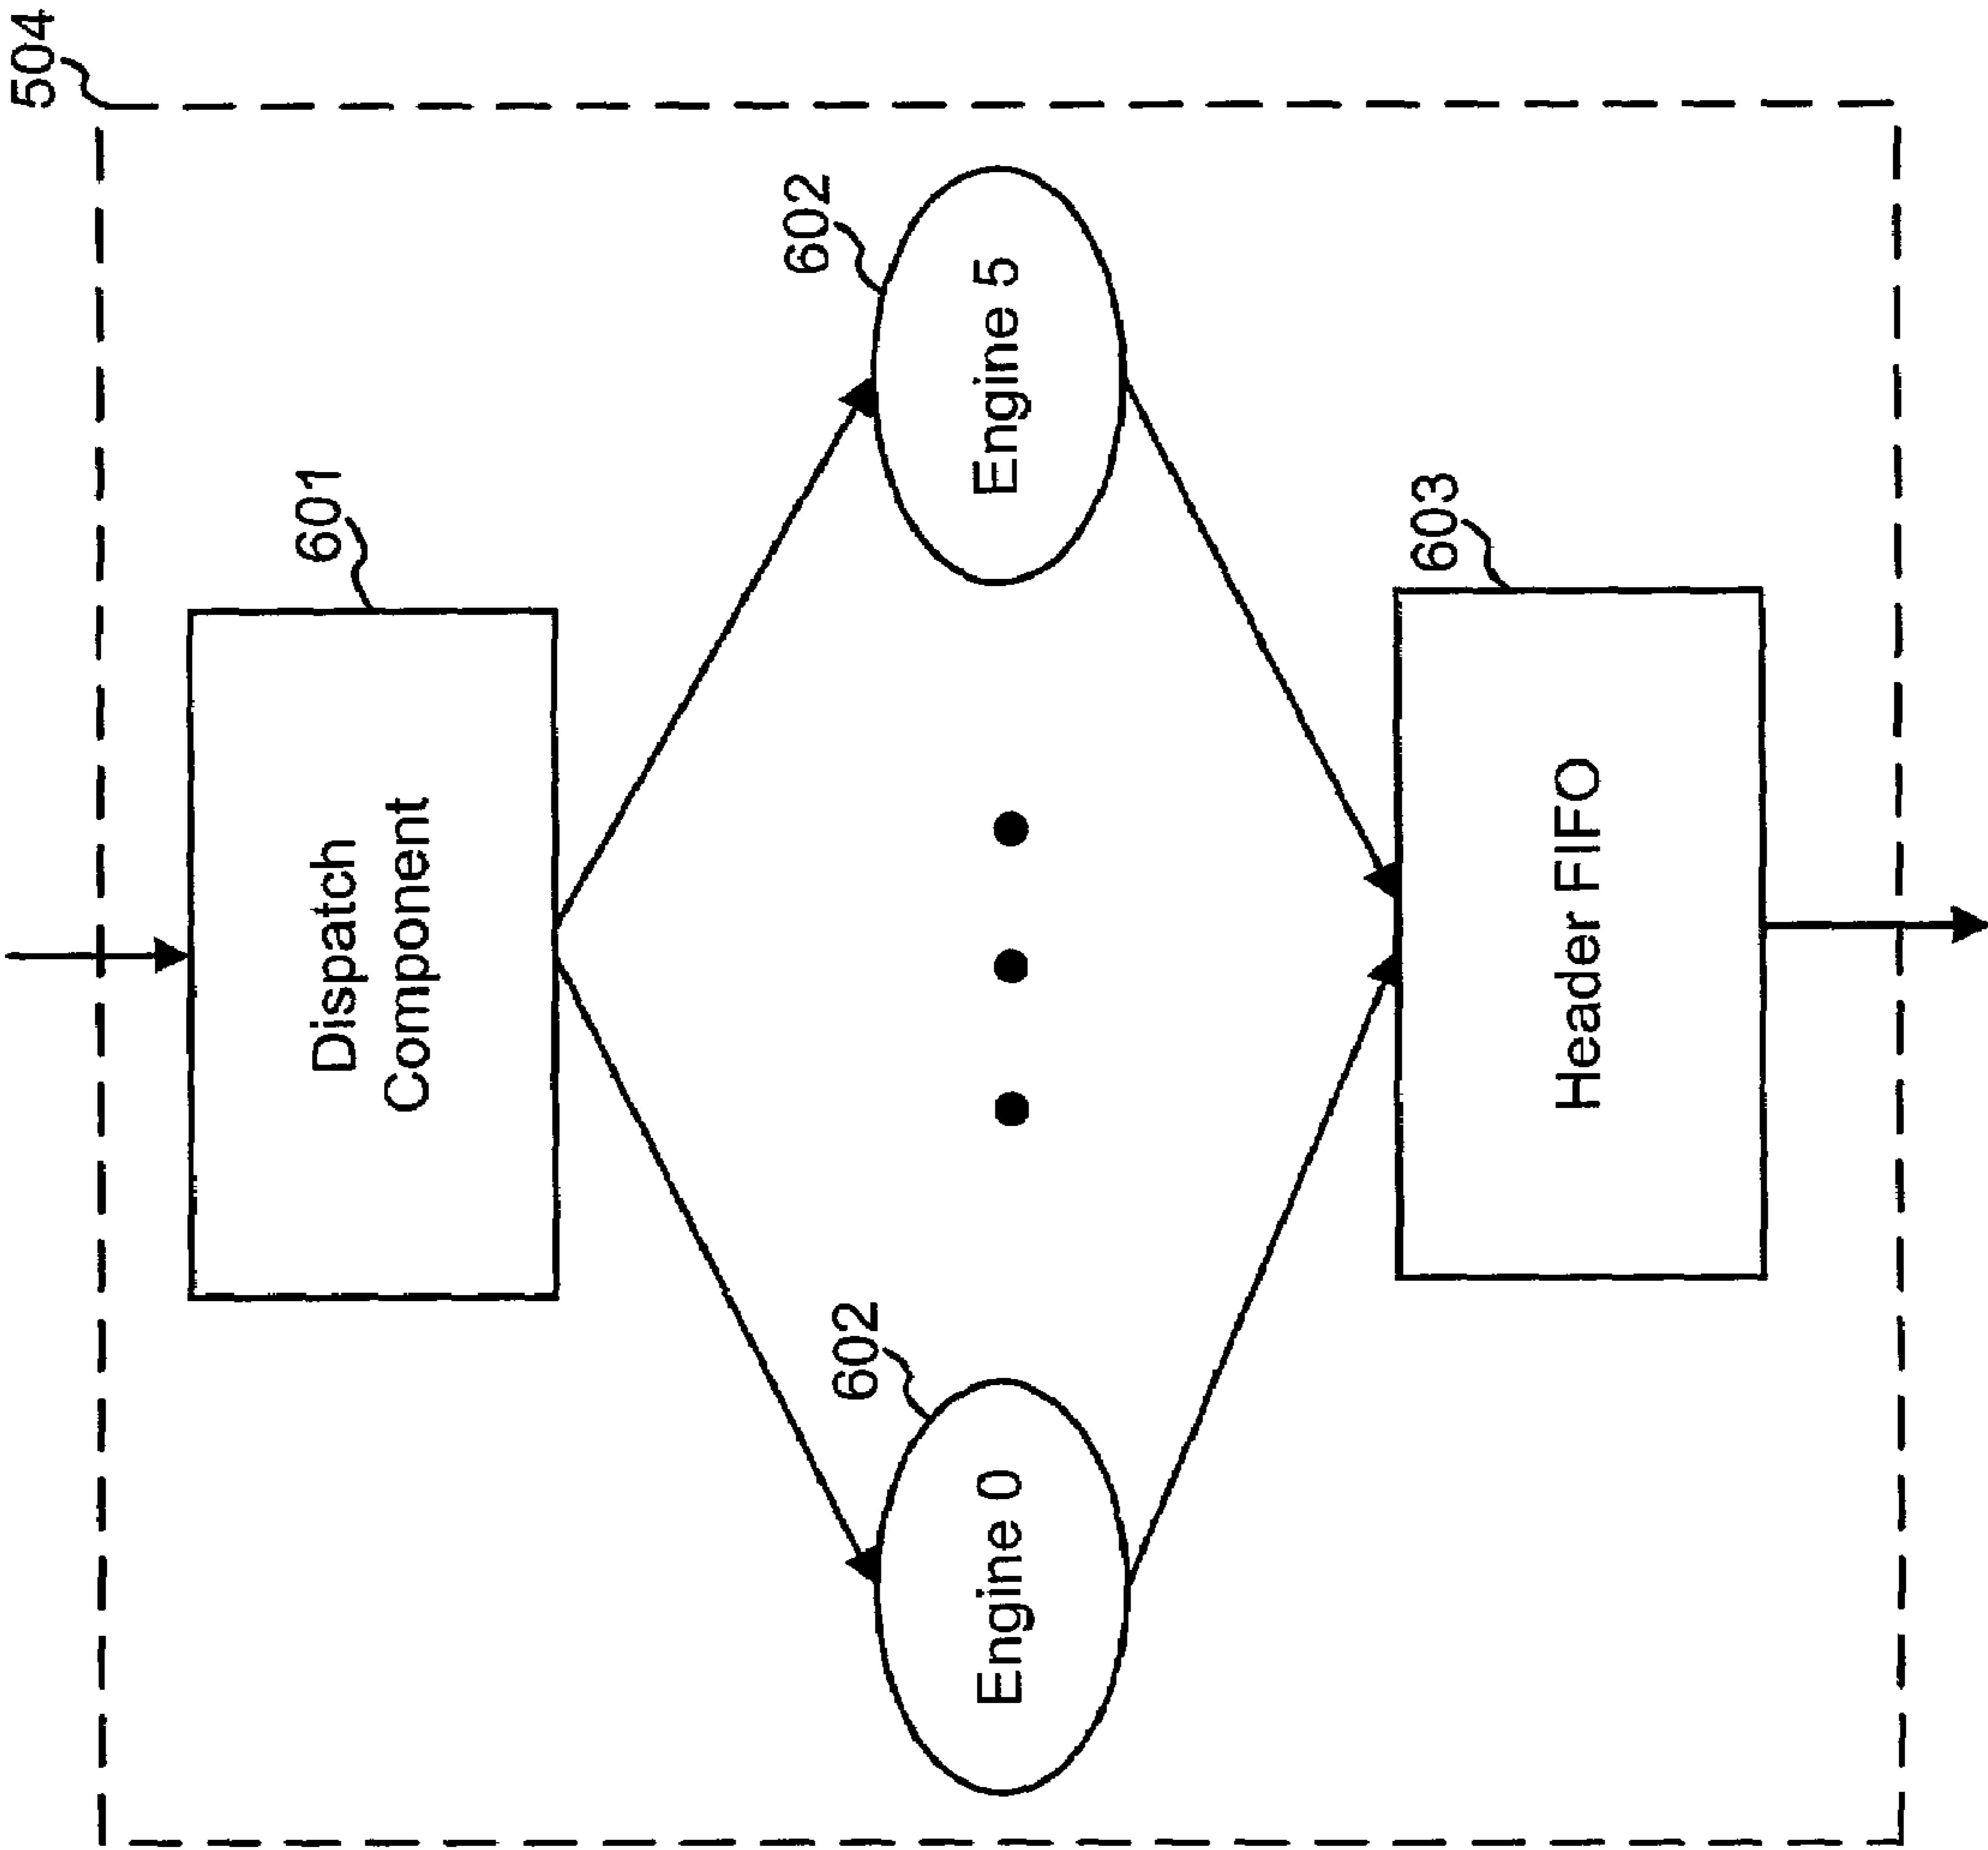 504
601
Dispatch
Component
602
Engine 0
602
Engine 5
603
Header FIFO